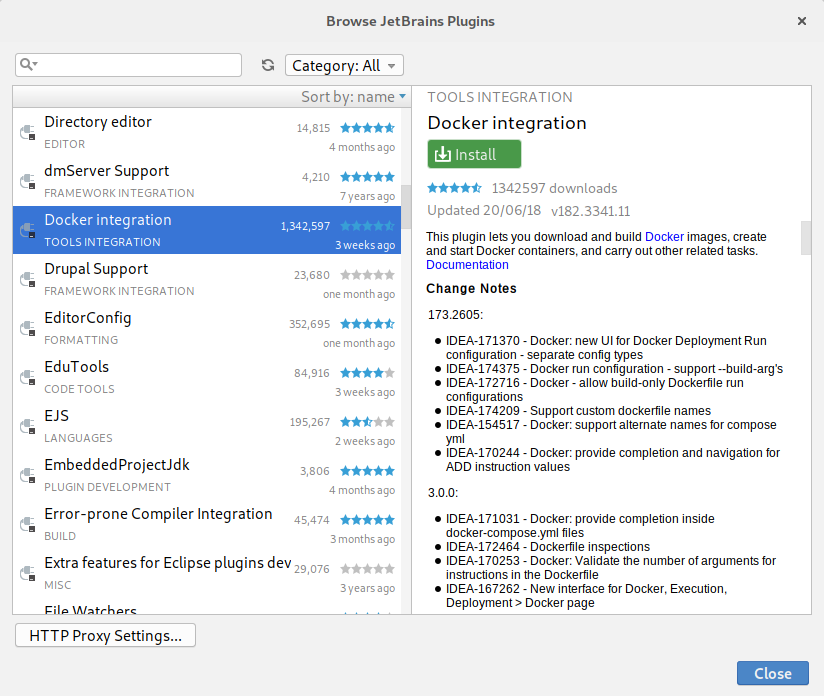 Browse JetBrains Plugins
Category: All
Sort by: name
Directory editor
14,815
EDITOR
4 months ago
dmServer Support
4,210
FRAMEWORK INTEGRATION
7 years ago
Docker integration
1,342,597
TOOLS INTEGRATION
3 weeks ago
Drupal Support
23,680
FRAMEWORK INTEGRATION
one month ago
EditorConfig
352,695
FORMATTING
one month ago
EduTools
84,916
CODE TOOLS
3 weeks ago
EJS
195,267
LANGUAGES
2 weeks ago
EmbeddedProjectJdk
3,806
PLUGIN DEVELOPMENT
4 months ago
Error-prone Compiler Integration
45,474
BUILD
3 months ago
Extra features for Eclipse plugins dev
29,076
MISC
3 years ago
File Watchers
TOOLS INTEGRATION
Docker integration
Install
1342597 downloads
Updated 20/06/18 v182.3341.11
This plugin lets you download and build Docker images, create
and start Docker containers, and carry out other related tasks.
Documentation
Change Notes
173.2605:
● IDEA-171370 - Docker: new UI for Docker Deployment Run
configuration - separate config types
● IDEA-174375 - Docker run configuration - support --build-arg's
● IDEA-172716 - Docker - allow build-only Dockerfile run
configurations
● IDEA-174209 - Support custom dockerfile names
● IDEA-154517 - Docker: support alternate names for compose
yml
● IDEA-170244 - Docker: provide completion and navigation for
ADD instruction values
3.0.0:
● IDEA-171031 - Docker: provide completion inside
docker-compose.yml files
● IDEA-172464 - Dockerfile inspections
● IDEA-170253 - Docker: Validate the number of arguments for
instructions in the Dockerfile
● IDEA-167262 - New interface for Docker, Execution,
Deployment > Docker page
HTTP Proxy Settings...
Close